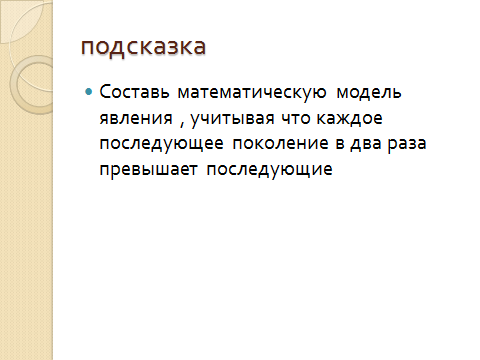 подсказка
Составь математическую модель
явления , учитывая что каждое
последующее поколение в два раза
превышает последующие